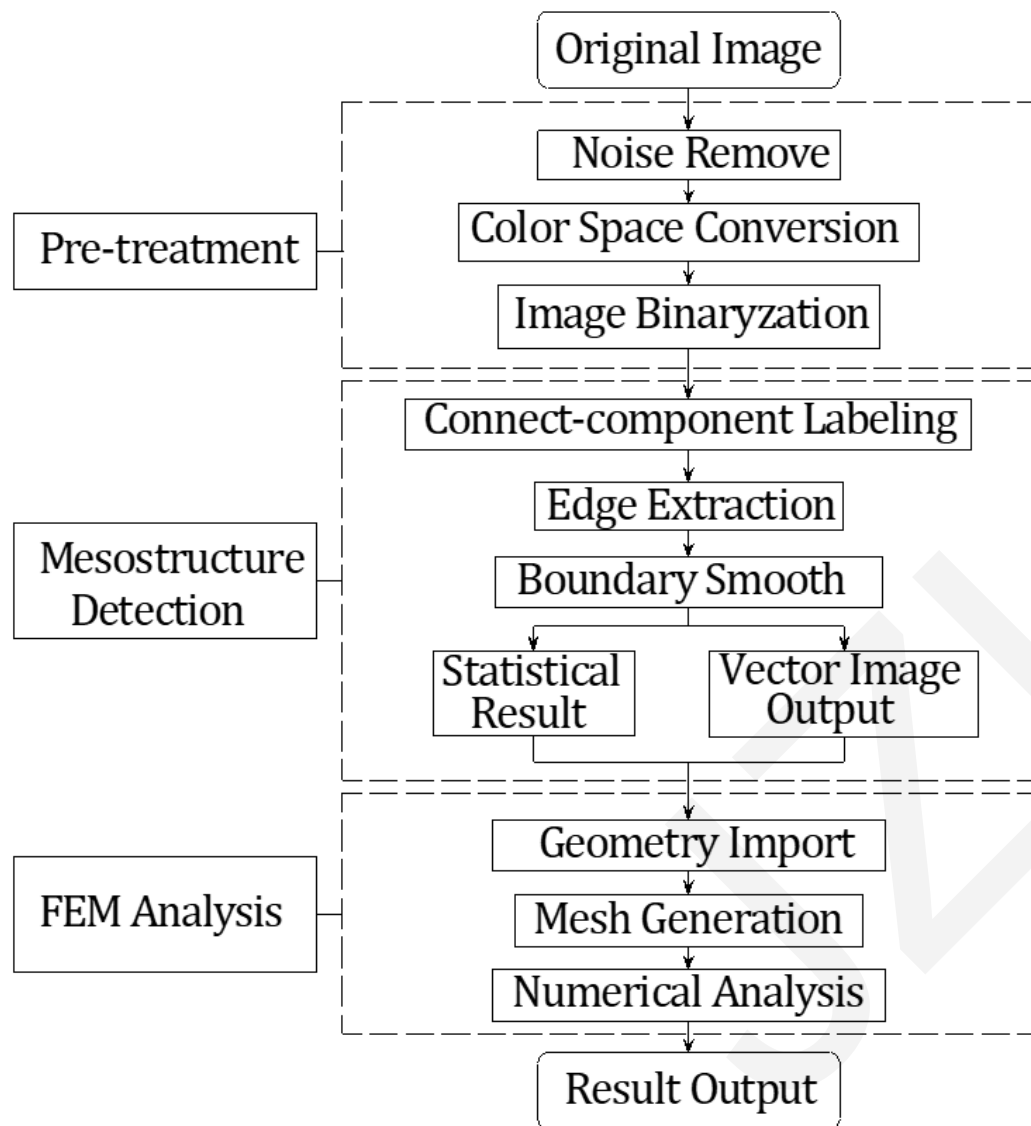 Original Image
Noise Remove
Pre-treatment
Color Space Conversion
Image Binaryzation
Connect-component Labeling
Edge Extraction
Mesostructure
Detection
Boundary Smooth
Statistical
Result
Vector Image
Output
Geometry Import
FEM Analysis
Mesh Generation
Numerical Analysis
Result Output